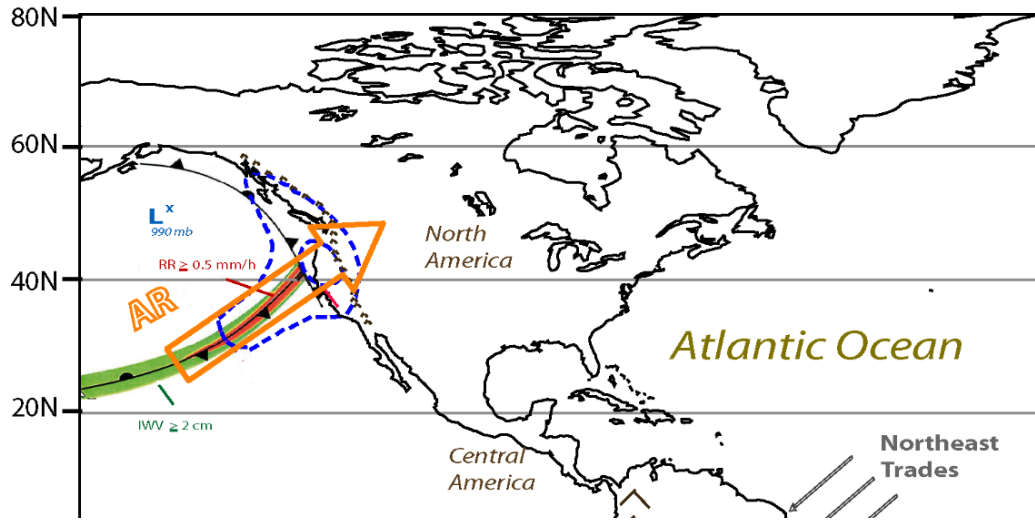 80N
60N
L x
990 mb
North
America
RR ≥ 0.5 mm/h
40N
AR
Atlantic Ocean
20N
IWV ≥ 2 cm
Northeast
Trades
Central
America